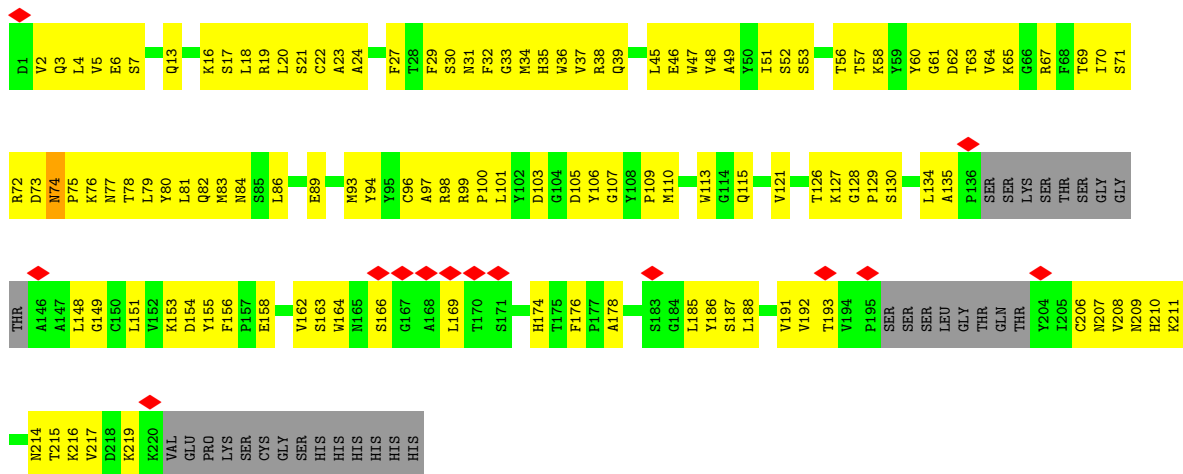 D1 V2 Q3 L4 V5 E6 S7 Q13 K16 S17 L18 R19 L20 S21 C22 A23 A24 F27 T28 F29 S30 N31 F32 G33 M34 H35 W36 V37 R38 Q39 L45 E46 W47 V48 A49 Y50 I51 S52 S53 T56 T57 K58 Y59 Y60 G61 D62 T63 V64 K65 G66 R67 F68 T69 I70 S71
R72 D73 N74 P75 K76 N77 T78 L79 Y80 L81 Q82 M83 N84 S85 L86 E89 M93 Y94 Y95 C96 A97 R98 R99 P100 L101 Y102 D103 G104 D105 Y106 G107 Y108 P109 M110 W113 G114 Q115 V121 T126 K127 G128 P129 S130 L134 A135 P136 SER SER LYS SER THR SER GLY GLY
THR A146 A147 L148 G149 C150 L151 V152 K153 D154 Y155 F156 P157 E158 V162 S163 W164 N165 S166 G167 A168 L169 T170 S171 H174 T175 F176 P177 A178 S183 G184 L185 Y186 S187 L188 V191 V192 T193 V194 P195 SER SER SER LEU GLY THR GLN THR Y204 I205 C206 N207 V208 N209 H210 K211
N214 T215 K216 V217 D218 K219 K220 VAL GLU PRO LYS SER CYS GLY SER HIS HIS HIS HIS HIS HIS